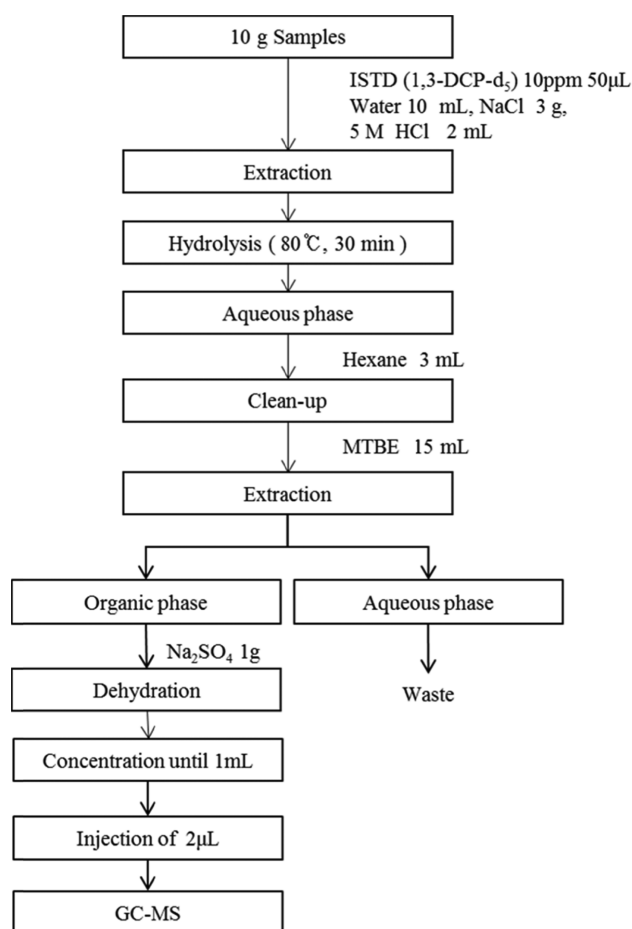 10 g Samples
ISTD (1,3-DCP-d₅) 10ppm 50μL
Water 10 mL, NaCl 3 g,
5 M HCl 2 mL
Extraction
Hydrolysis ( 80℃, 30 min )
Aqueous phase
Hexane 3 mL
Clean-up
MTBE 15 mL
Extraction
Organic phase
Aqueous phase
Na₂SO₄ 1g
Dehydration
Waste
Concentration until 1mL
Injection of 2μL
GC-MS